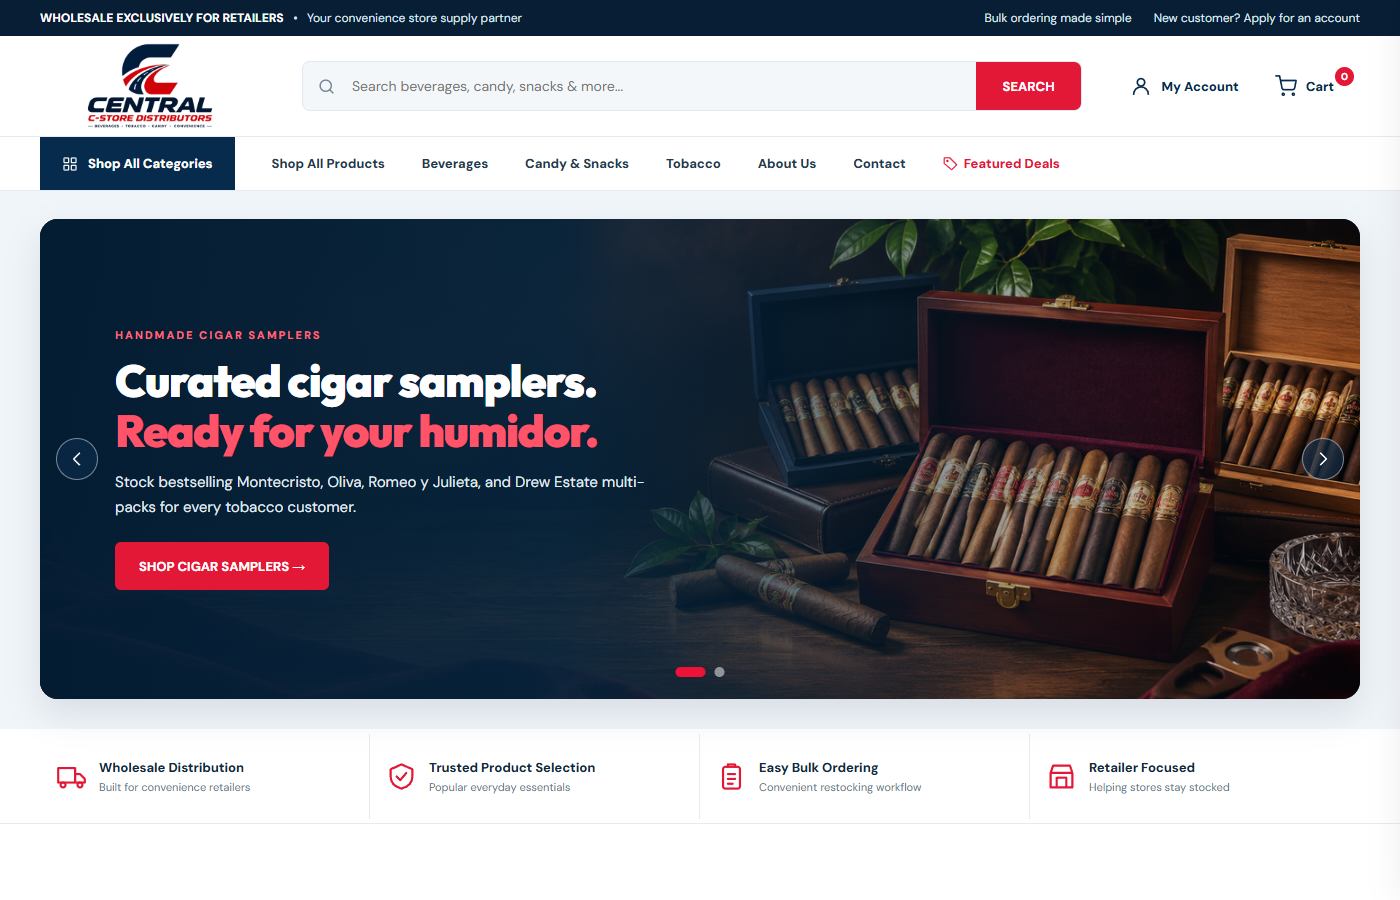 WHOLESALE EXCLUSIVELY FOR RETAILERS • Your convenience store supply partner
Bulk ordering made simple
New customer? Apply for an account
CENTRAL
C-STORE DISTRIBUTORS
BEVERAGES • TOBACCO • CANDY • CONVENIENCE
Search beverages, candy, snacks & more...
SEARCH
My Account
Cart
0
Shop All Categories
Shop All Products
Beverages
Candy & Snacks
Tobacco
About Us
Contact
Featured Deals
HANDMADE CIGAR SAMPLERS
Curated cigar samplers.
Ready for your humidor.
Stock bestselling Montecristo, Oliva, Romeo y Julieta, and Drew Estate multi-
packs for every tobacco customer.
SHOP CIGAR SAMPLERS →
Wholesale Distribution
Built for convenience retailers
Trusted Product Selection
Popular everyday essentials
Easy Bulk Ordering
Convenient restocking workflow
Retailer Focused
Helping stores stay stocked